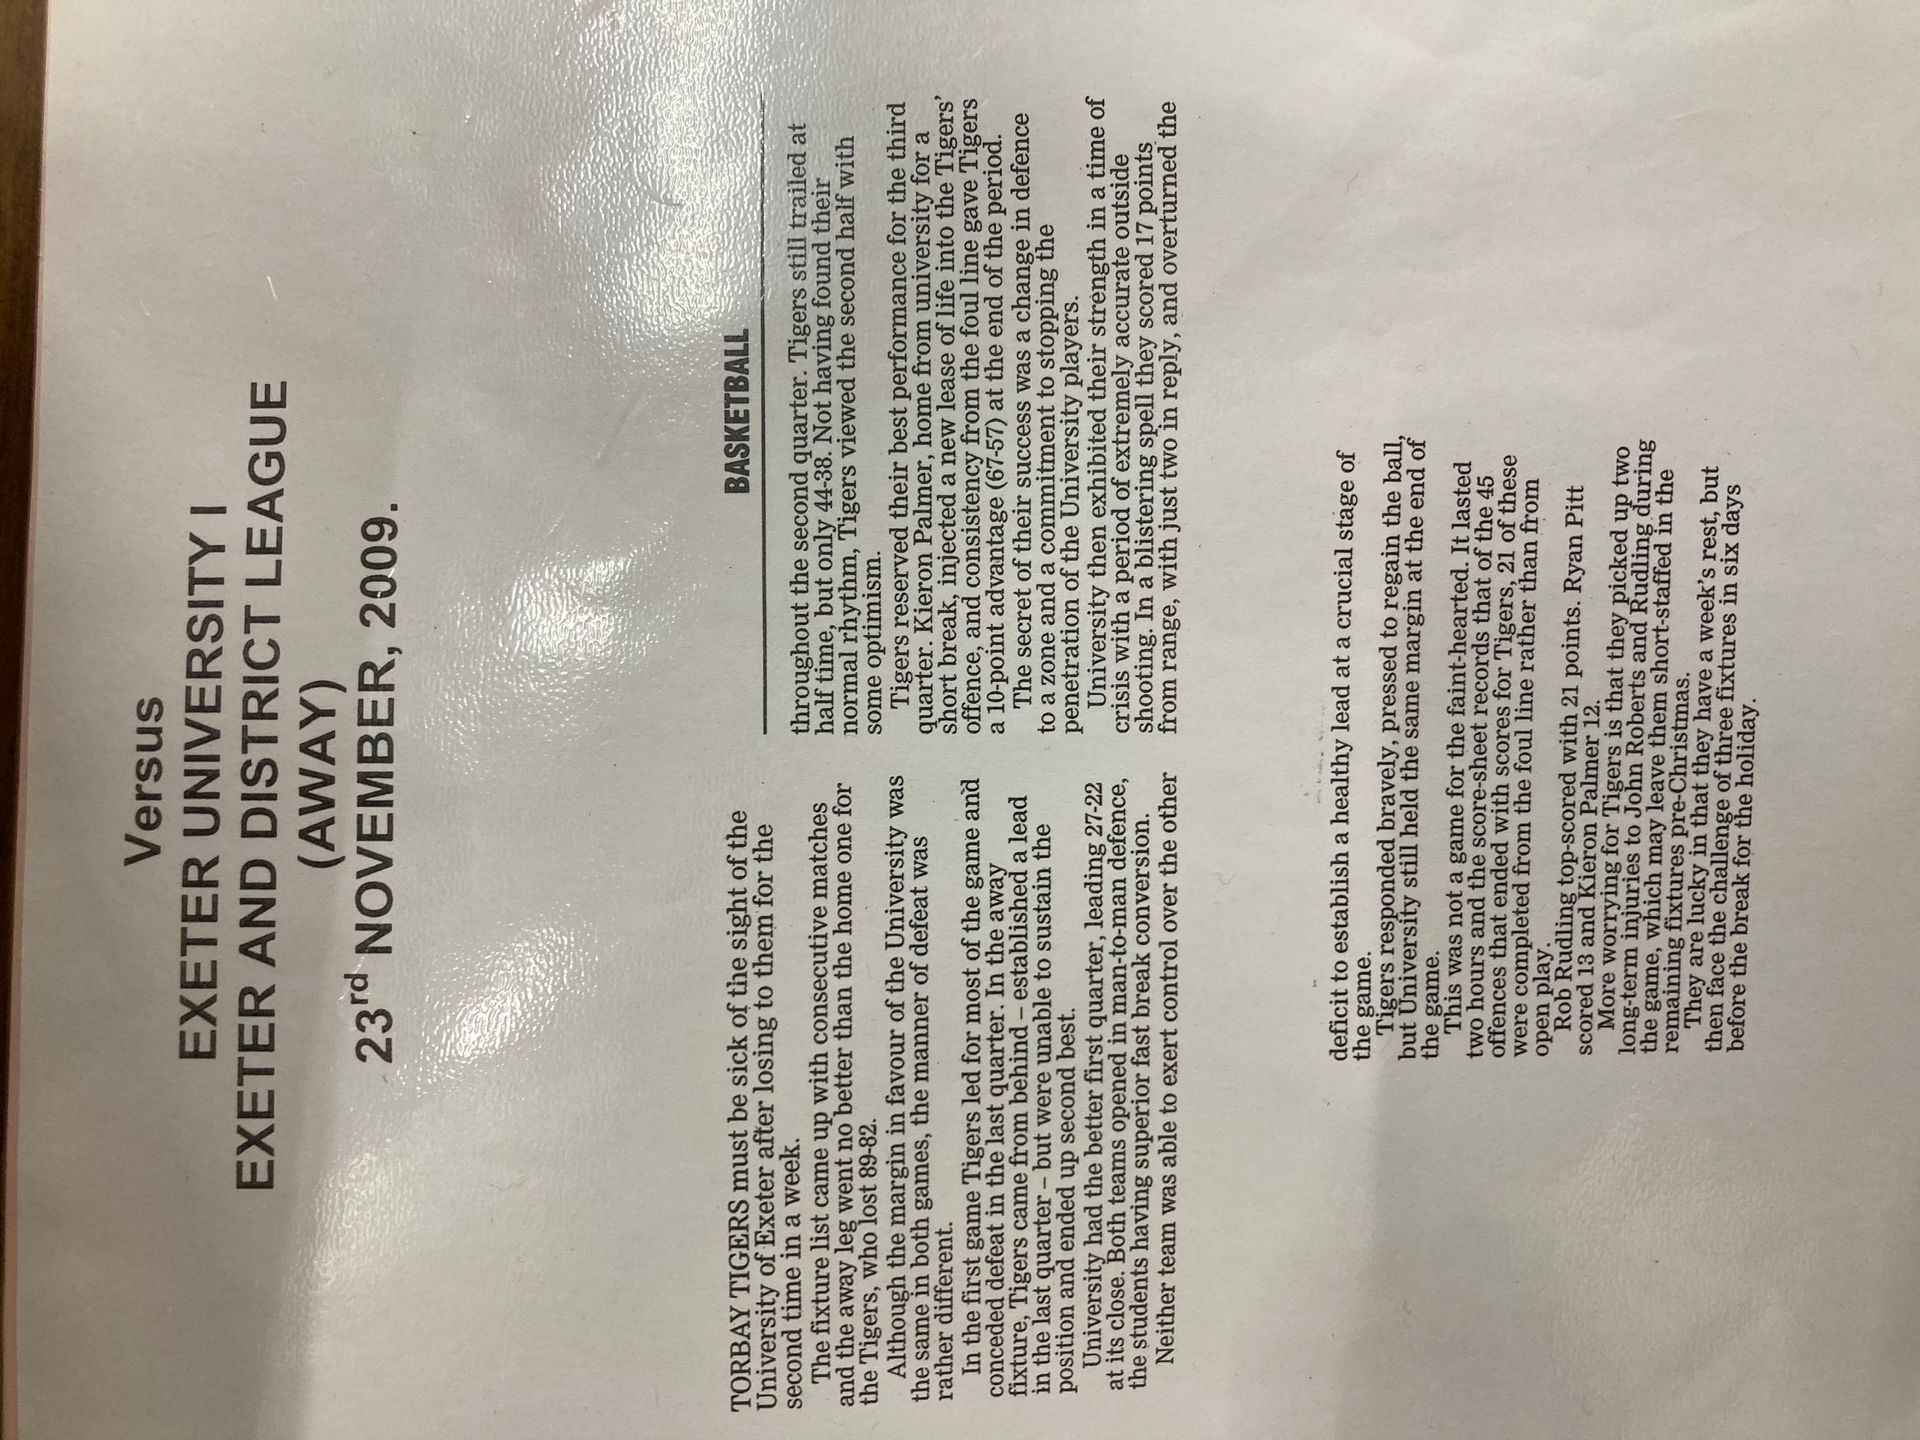 Versus
EXETER UNIVERSITY I
EXETER AND DISTRICT LEAGUE
(AWAY)
23rd NOVEMBER, 2009.
BASKETBALL
TORBAY TIGERS must be sick of the sight of the
University of Exeter after losing to them for the
second time in a week.
The fixture list came up with consecutive matches
and the away leg went no better than the home one for
the Tigers, who lost 89-82.
Although the margin in favour of the University was
the same in both games, the manner of defeat was
rather different.
In the first game Tigers led for most of the game and
conceded defeat in the last quarter. In the away
fixture, Tigers came from behind – established a lead
in the last quarter – but were unable to sustain the
position and ended up second best.
University had the better first quarter, leading 27-22
at its close. Both teams opened in man-to-man defence,
the students having superior fast break conversion.
Neither team was able to exert control over the other
throughout the second quarter. Tigers still trailed at
half time, but only 44-38. Not having found their
normal rhythm, Tigers viewed the second half with
some optimism.
Tigers reserved their best performance for the third
quarter. Kieron Palmer, home from university for a
short break, injected a new lease of life into the Tigers'
offence, and consistency from the foul line gave Tigers
a 10-point advantage (67-57) at the end of the period.
The secret of their success was a change in defence
to a zone and a commitment to stopping the
penetration of the University players.
University then exhibited their strength in a time of
crisis with a period of extremely accurate outside
shooting. In a blistering spell they scored 17 points
from range, with just two in reply, and overturned the
deficit to establish a healthy lead at a crucial stage of
the game.
Tigers responded bravely, pressed to regain the ball,
but University still held the same margin at the end of
the game.
This was not a game for the faint-hearted. It lasted
two hours and the score-sheet records that of the 45
offences that ended with scores for Tigers, 21 of these
were completed from the foul line rather than from
open play.
Rob Rudling top-scored with 21 points. Ryan Pitt
scored 13 and Kieron Palmer 12.
More worrying for Tigers is that they picked up two
long-term injuries to John Roberts and Rudling during
the game, which may leave them short-staffed in the
remaining fixtures pre-Christmas.
They are lucky in that they have a week's rest, but
then face the challenge of three fixtures in six days
before the break for the holiday.